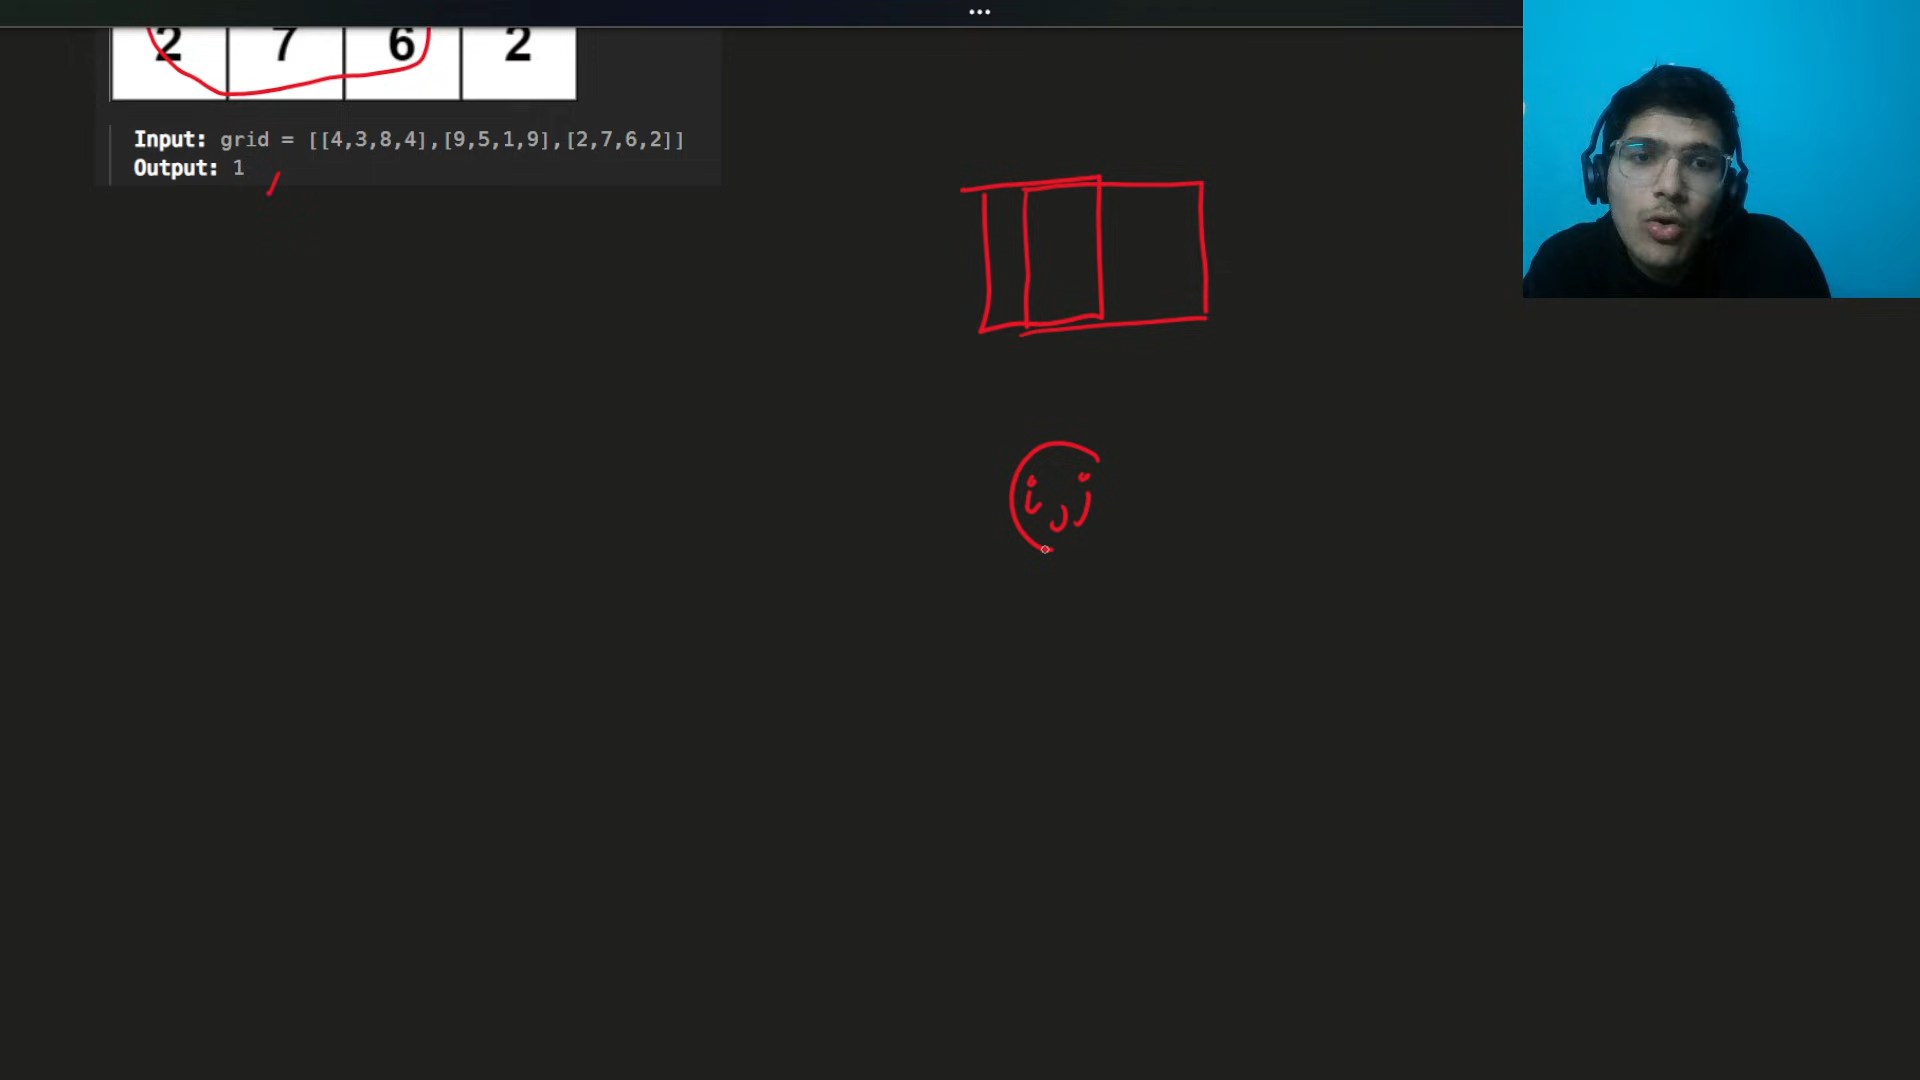 2 7 6 2
Input: grid = [[4,3,8,4],[9,5,1,9],[2,7,6,2]]
Output: 1
i,j